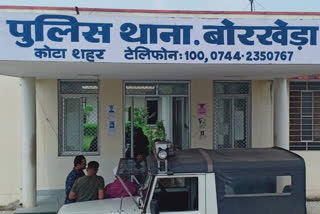 पुलिस थाना, बोरखेड़ा
कोटा शहर टेलिफोन: 100, 0744-2350767